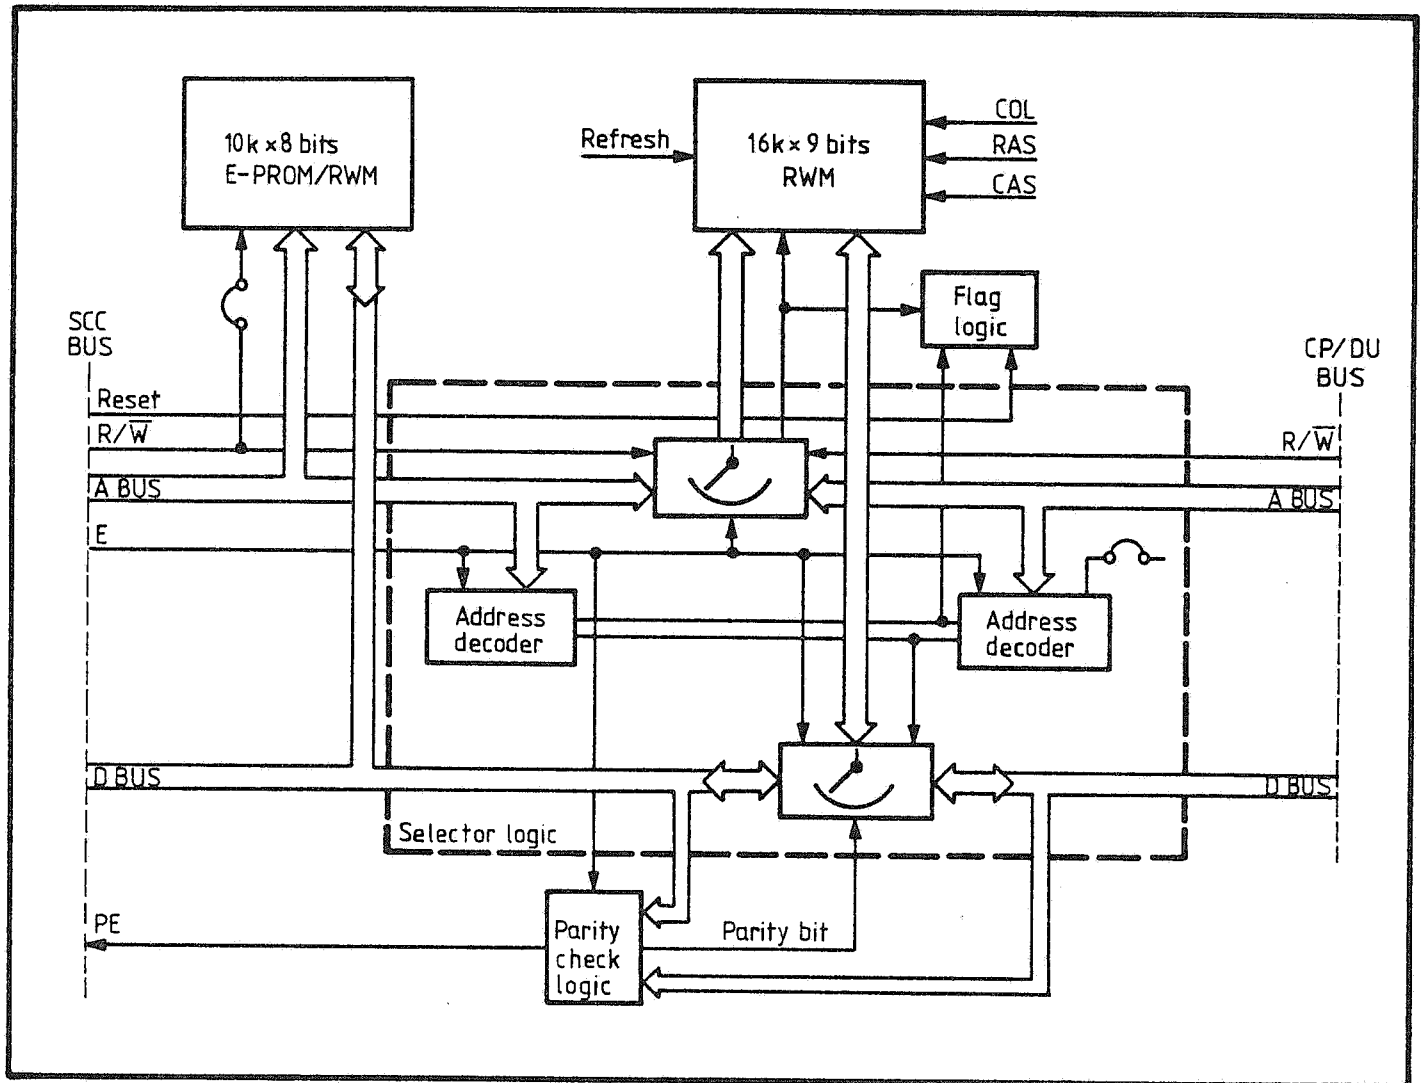 10k × 8 bits
E-PROM/RWM
Refresh
16k × 9 bits
RWM
COL
RAS
CAS
Flag
logic
SCC
BUS
CP/DU
BUS
Reset
R/W̅
R/W̅
A BUS
A BUS
E
Address
decoder
Address
decoder
D BUS
D BUS
Selector logic
PE
Parity
check
logic
Parity bit